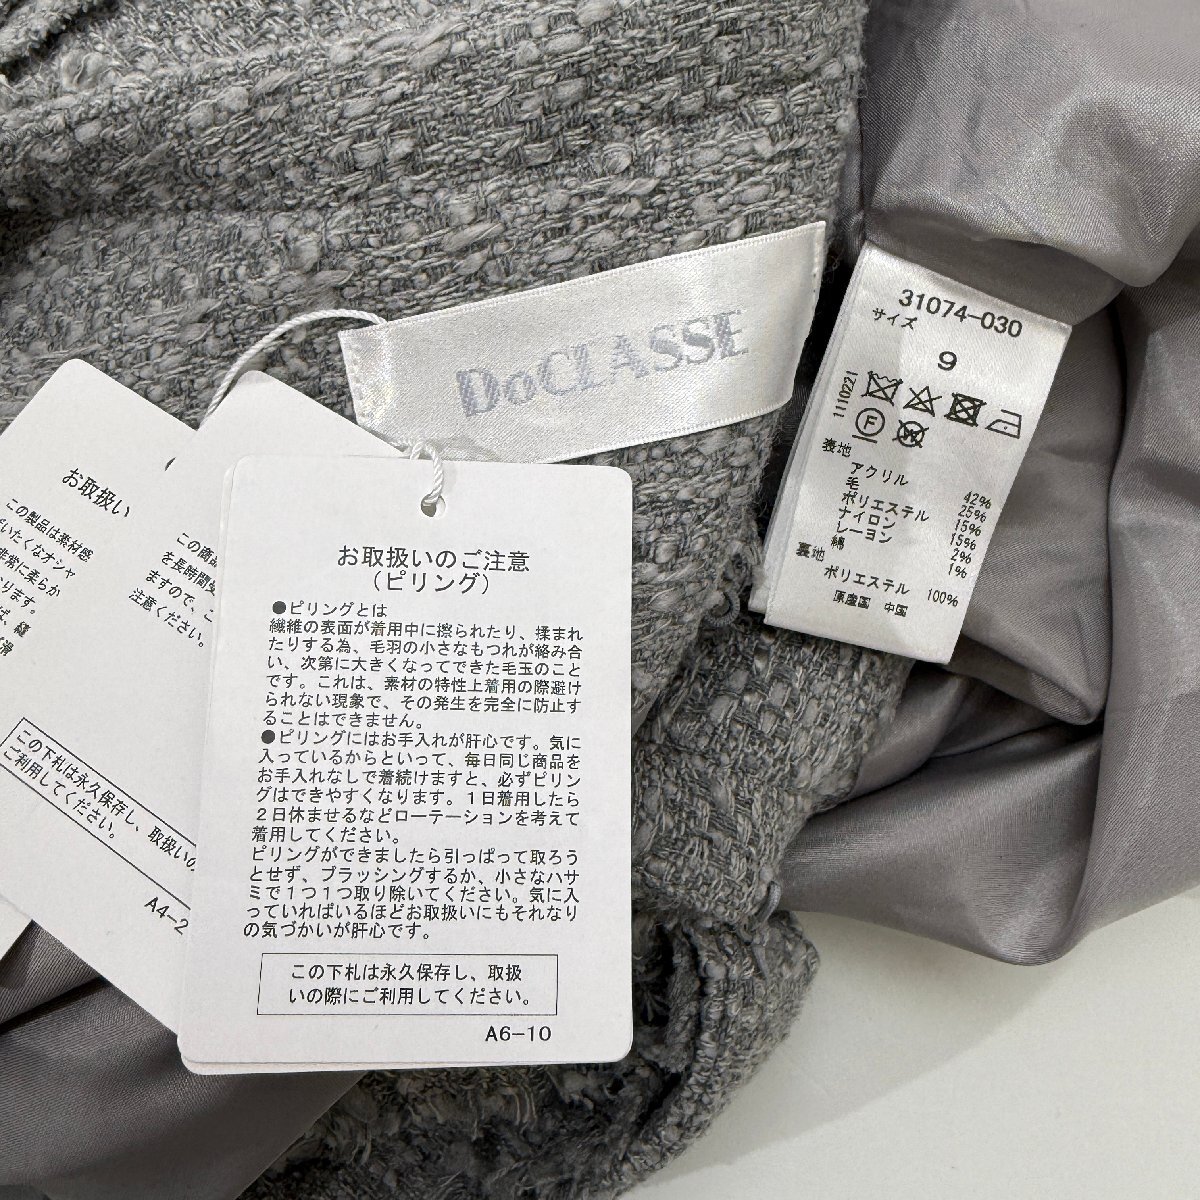 DoCLASSE
31074-030
サイズ
9
1110221
F
表地
アクリル 42%
毛 25%
ポリエステル 15%
ナイロン 15%
レーヨン 2%
綿 1%
裏地
ポリエステル 100%
原産国 中国
お取扱いのご注意
(ピリング)
●ピリングとは
繊維の表面が着用中に擦られたり、揉まれ
たりする為、毛羽の小さなもつれが絡み合
い、次第に大きくなってできた毛玉のこと
です。これは、素材の特性上着用の際避け
られない現象で、その発生を完全に防止す
ることはできません。
●ピリングにはお手入れが肝心です。気に
入っているからといって、毎日同じ商品を
お手入れなしで着続けますと、必ずピリン
グはできやすくなります。1日着用したら
2日休ませるなどローテーションを考えて
着用してください。
ピリングができましたら引っぱって取ろう
とせず、ブラッシングするか、小さなハサ
ミで1つ1つ取り除いてください。気に入
っていればいるほどお取扱いにもそれなり
の気づかいが肝心です。
この下札は永久保存し、取扱
いの際にご利用してください。
A6-10
この商品
を長時間
ますので、こ
注意ください。
お取扱い
この製品は素材感
いたくなオシャ
非常に柔らか
ります。
ば、縫
滑
この下札は永久保存し、取扱いの
ご利用してください。
A4-2